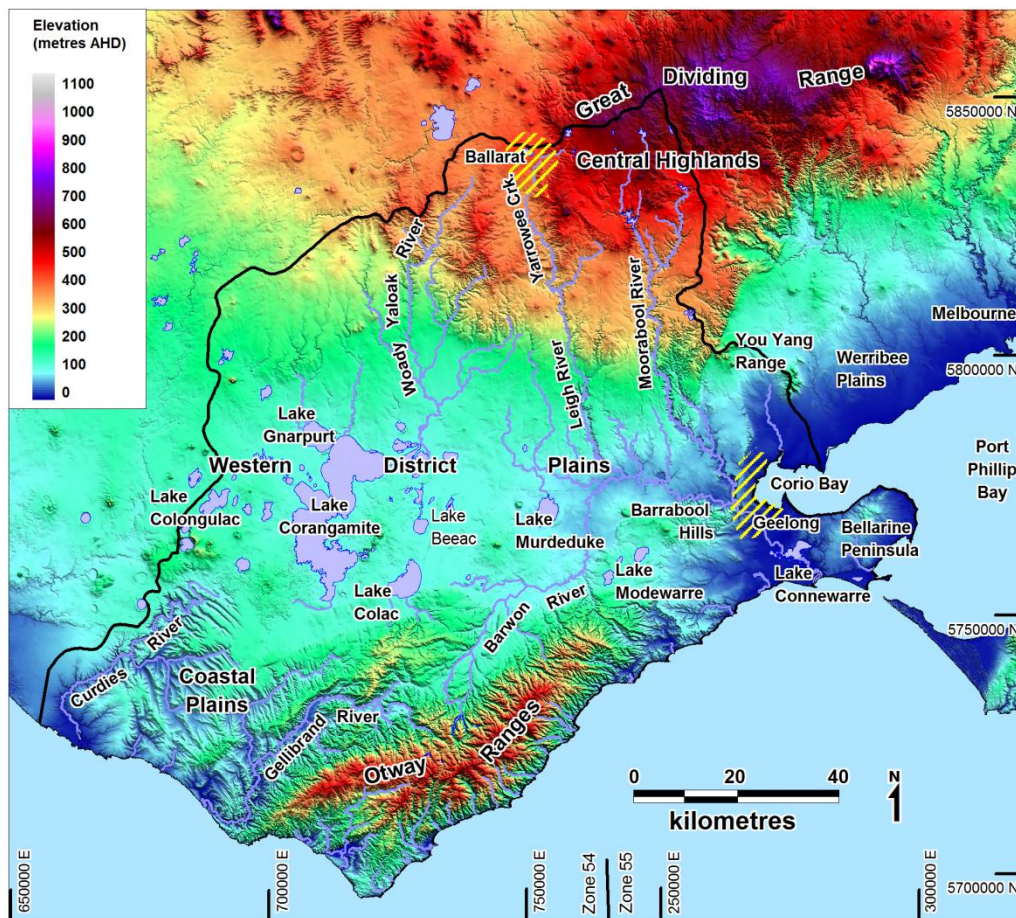 Elevation
(metres AHD)
1100
1000
900
800
700
600
500
400
300
200
100
0
Great Dividing Range
5850000 N
Ballarat
Central Highlands
Woady Yaloak River
Yarrowee Crk.
Leigh River
Moorabool River
Melbourne
You Yang
Range
Werribee
Plains
5800000 N
Lake
Gnarpurt
Western District Plains
Port
Phillip
Bay
Lake
Colongulac
Lake
Corangamite
Lake
Beeac
Lake
Murdeduke
Corio Bay
Barrabool
Hills
Geelong
Bellarine
Peninsula
Lake
Colac
Lake
Modewarre
Lake
Connewarre
Barwon River
5750000 N
Curdies River
Coastal
Plains
Gellibrand River
Otway Ranges
0 20 40
kilometres
N
650000 E
700000 E
750000 E
Zone 54
Zone 55
250000 E
300000 E
5700000 N